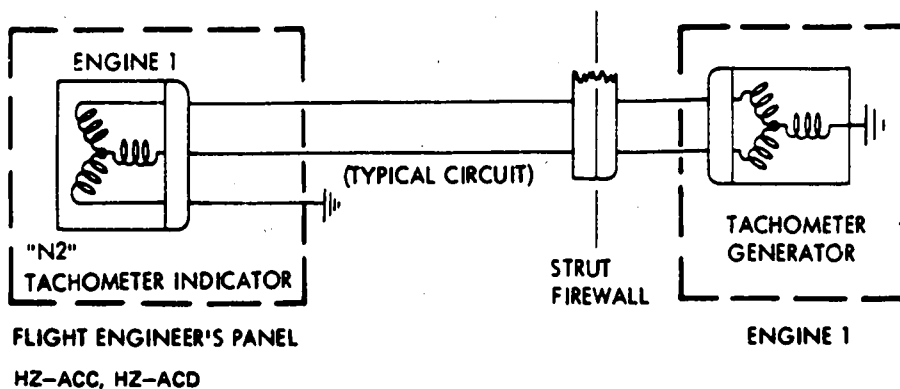 ENGINE 1
(TYPICAL CIRCUIT)
"N2"
TACHOMETER INDICATOR
STRUT
FIREWALL
TACHOMETER
GENERATOR
FLIGHT ENGINEER'S PANEL
ENGINE 1
HZ-ACC, HZ-ACD